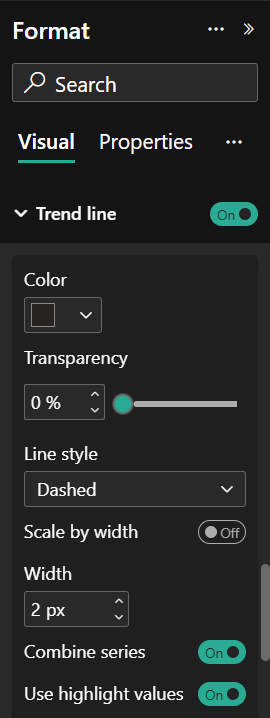 Format
Search
Visual Properties
Trend line On
Color
Transparency
0 %
Line style
Dashed
Scale by width Off
Width
2 px
Combine series On
Use highlight values On